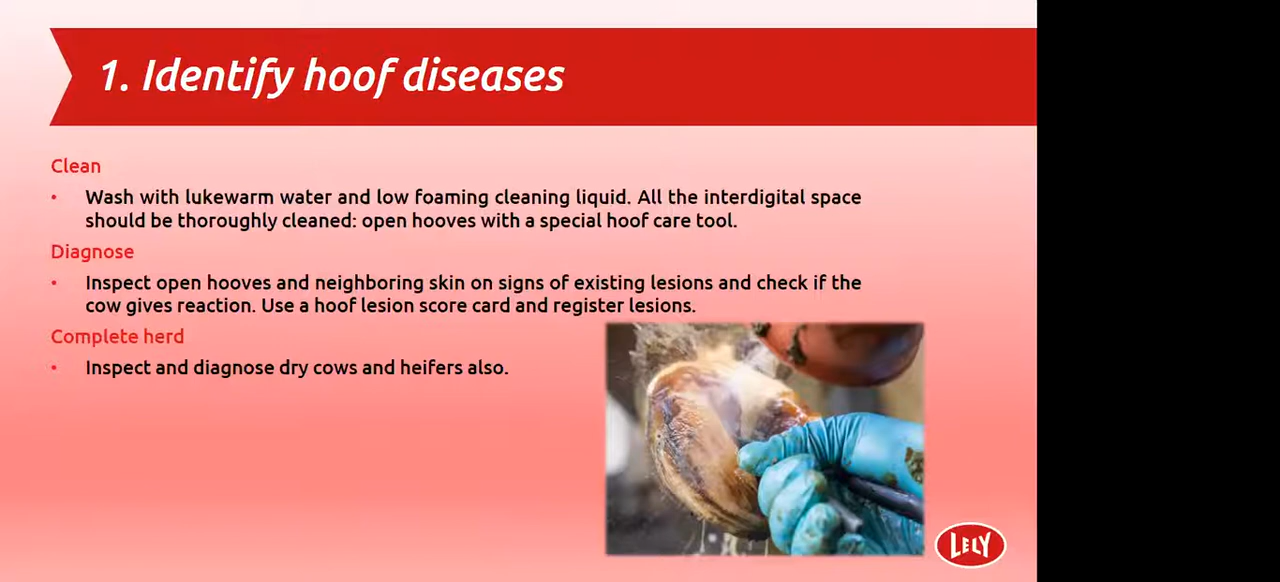 1. Identify hoof diseases
Clean
• Wash with lukewarm water and low foaming cleaning liquid. All the interdigital space
should be thoroughly cleaned: open hooves with a special hoof care tool.
Diagnose
• Inspect open hooves and neighboring skin on signs of existing lesions and check if the
cow gives reaction. Use a hoof lesion score card and register lesions.
Complete herd
• Inspect and diagnose dry cows and heifers also.
LELY